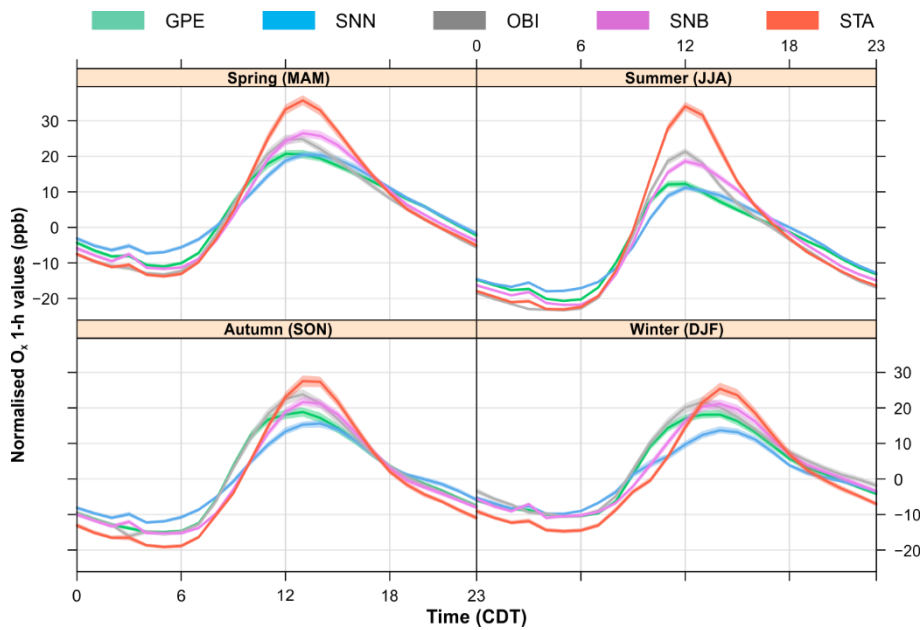 GPE SNN OBI SNB STA
0 6 12 18 23
Spring (MAM) Summer (JJA)
30
20
10
0
−10
−20
Autumn (SON) Winter (DJF)
30
20
10
0
−10
−20
0 6 12 18 23
Normalised Oₓ 1-h values (ppb)
Time (CDT)